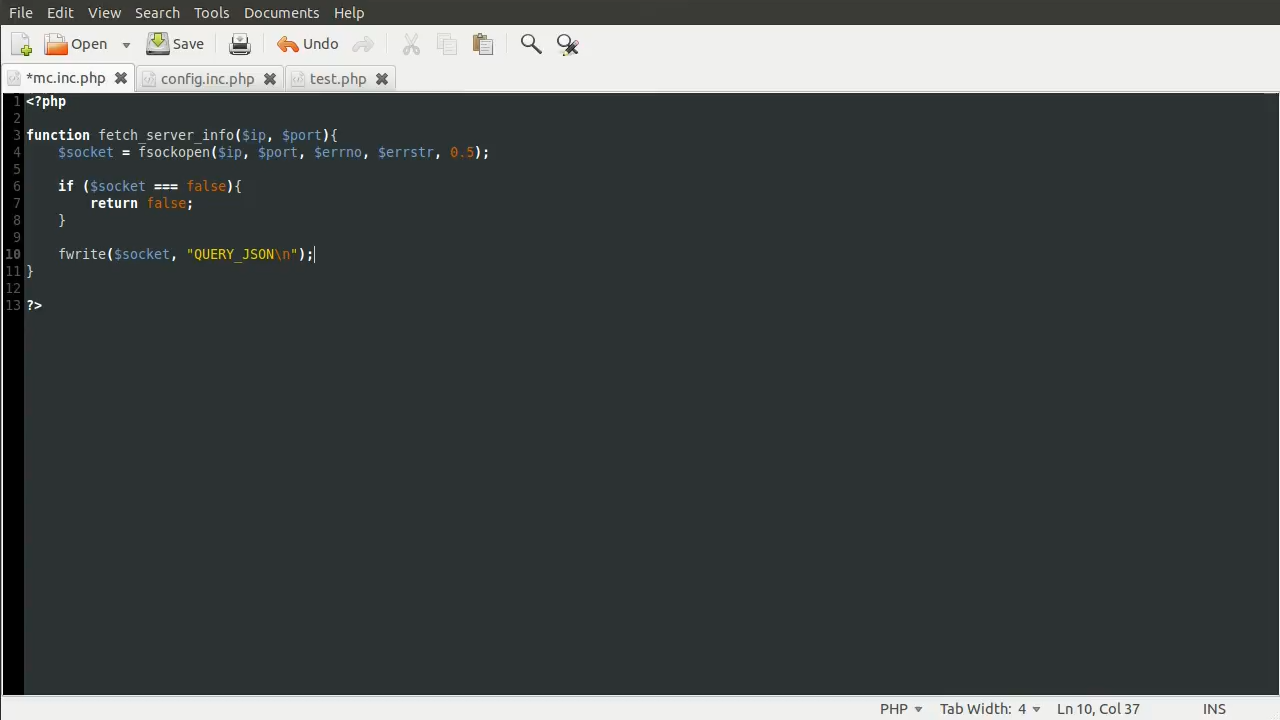 File Edit View Search Tools Documents Help
Open Save Undo
*mc.inc.php config.inc.php test.php
1 <?php
2
3 function fetch_server_info($ip, $port){
4     $socket = fsockopen($ip, $port, $errno, $errstr, 0.5);
5
6     if ($socket === false){
7         return false;
8     }
9
10     fwrite($socket, "QUERY_JSON\n");
11 }
12
13 ?>
PHP Tab Width: 4 Ln 10, Col 37 INS